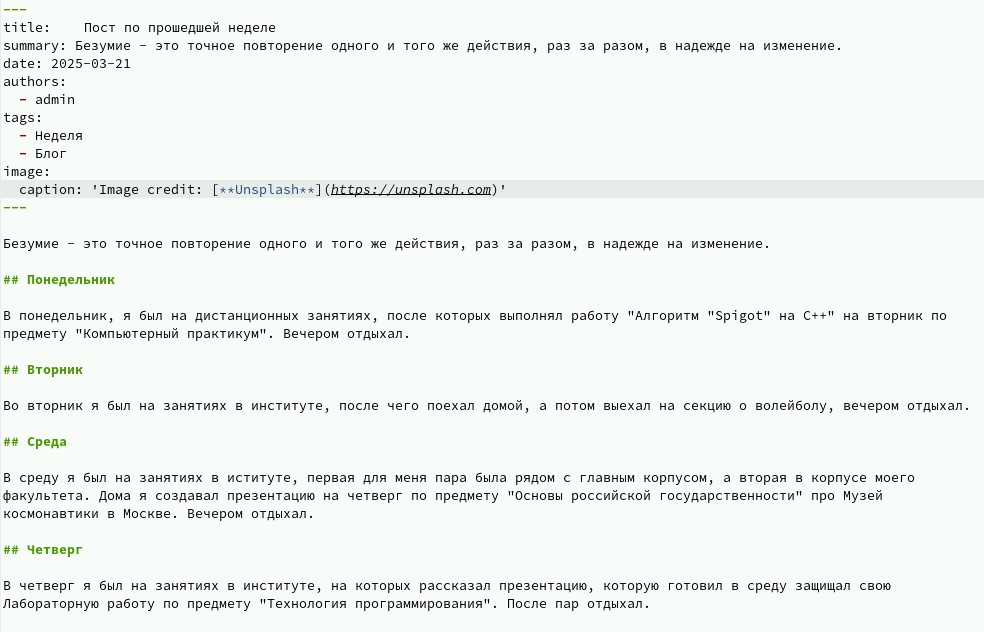 ---
title:    Пост по прошедшей неделе
summary: Безумие - это точное повторение одного и того же действия, раз за разом, в надежде на изменение.
date: 2025-03-21
authors:
  - admin
tags:
  - Неделя
  - Блог
image:
  caption: 'Image credit: [**Unsplash**](https://unsplash.com)'
---

Безумие - это точное повторение одного и того же действия, раз за разом, в надежде на изменение.

## Понедельник

В понедельник, я был на дистанционных занятиях, после которых выполнял работу "Алгоритм "Spigot" на C++" на вторник по
предмету "Компьютерный практикум". Вечером отдыхал.

## Вторник

Во вторник я был на занятиях в институте, после чего поехал домой, а потом выехал на секцию о волейболу, вечером отдыхал.

## Среда

В среду я был на занятиях в иституте, первая для меня пара была рядом с главным корпусом, а вторая в корпусе моего
факультета. Дома я создавал презентацию на четверг по предмету "Основы российской государственности" про Музей
космонавтики в Москве. Вечером отдыхал.

## Четверг

В четверг я был на занятиях в институте, на которых рассказал презентацию, которую готовил в среду защищал свою
Лабораторную работу по предмету "Технология программирования". После пар отдыхал.